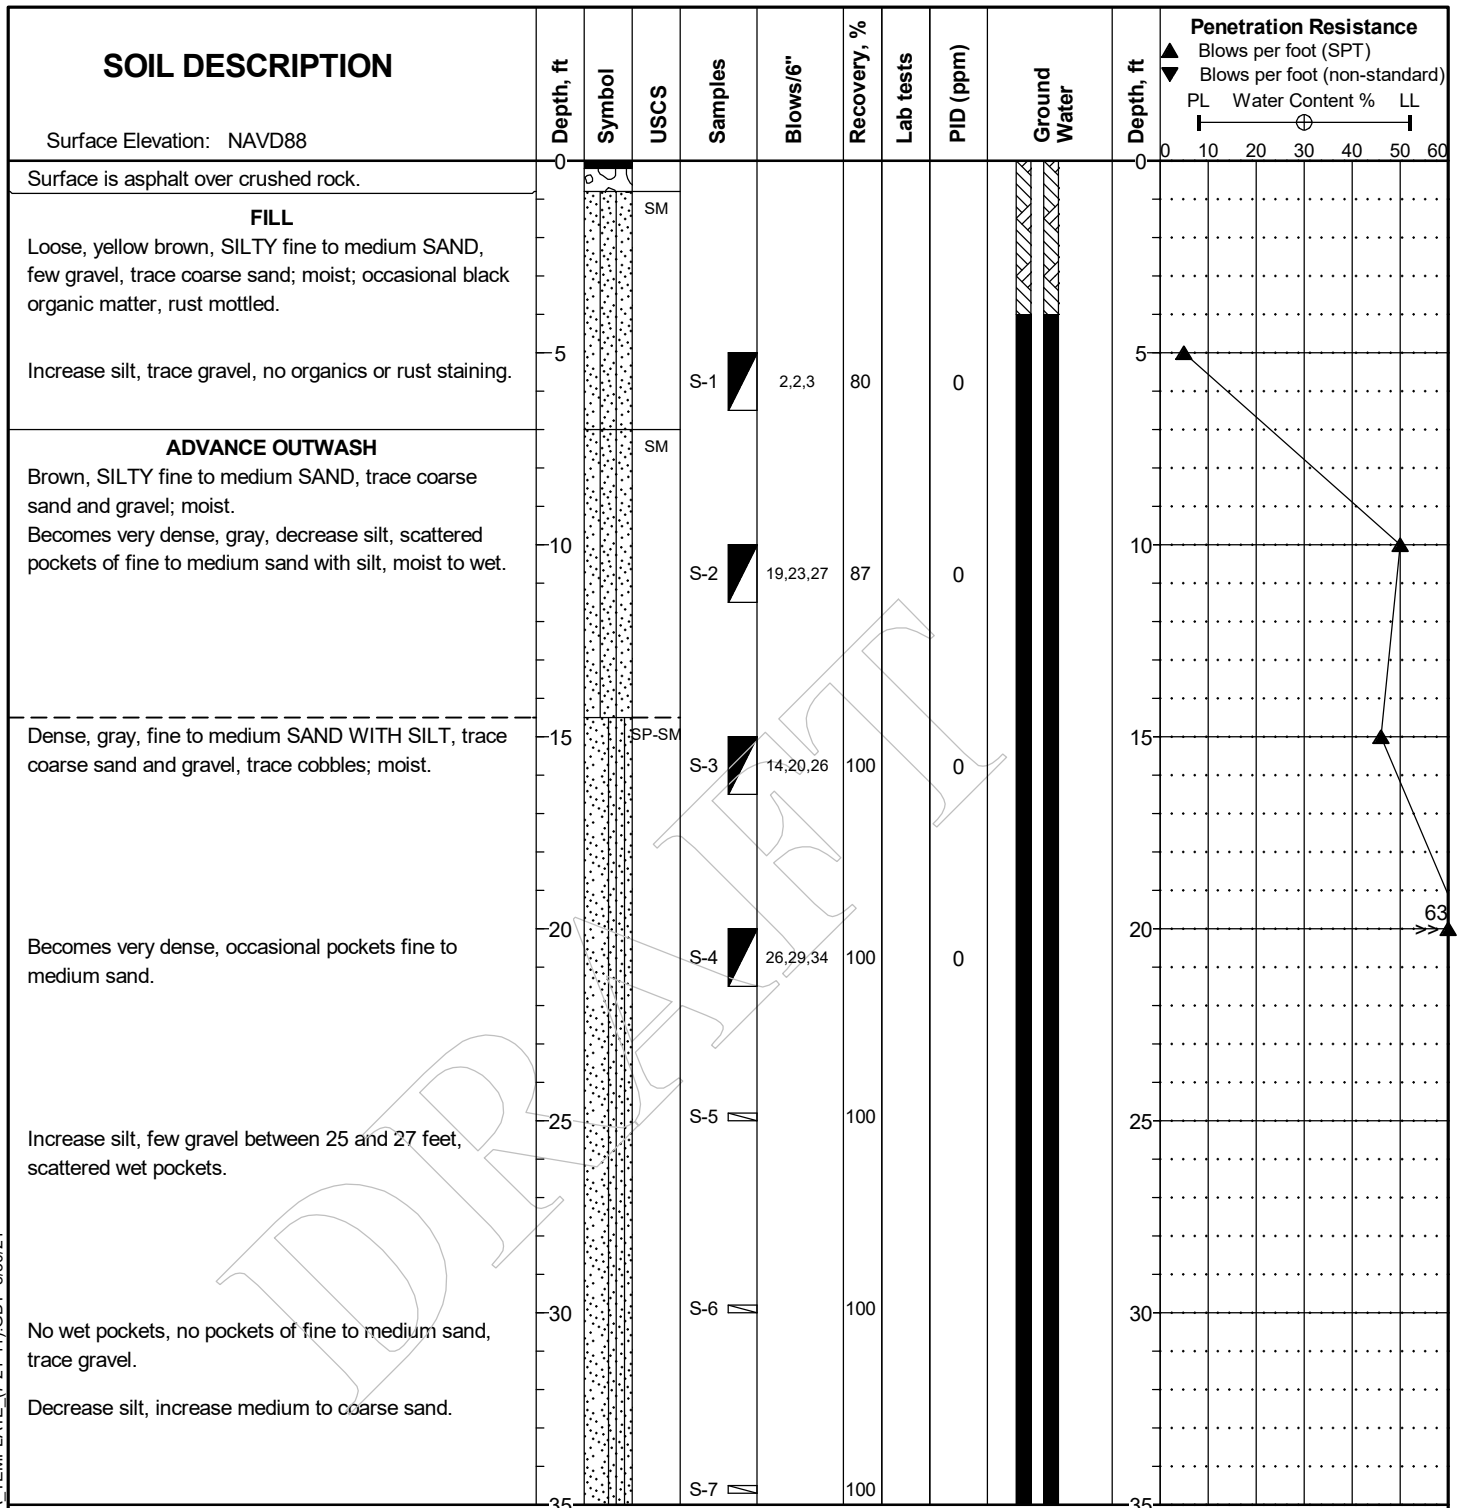 SOIL DESCRIPTION
Surface Elevation: NAVD88
Depth, ft
Symbol
USCS
Samples
Blows/6"
Recovery, %
Lab tests
PID (ppm)
Ground
Water
Depth, ft
Penetration Resistance
Blows per foot (SPT)
Blows per foot (non-standard)
PL Water Content % LL
0 10 20 30 40 50 60
0
0
Surface is asphalt over crushed rock.
SM
FILL
Loose, yellow brown, SILTY fine to medium SAND,
few gravel, trace coarse sand; moist; occasional black
organic matter, rust mottled.
5
5
Increase silt, trace gravel, no organics or rust staining.
S-1 2,2,3 80 0
ADVANCE OUTWASH
SM
Brown, SILTY fine to medium SAND, trace coarse
sand and gravel; moist.
Becomes very dense, gray, decrease silt, scattered
pockets of fine to medium sand with silt, moist to wet.
10
10
S-2 19,23,27 87 0
Dense, gray, fine to medium SAND WITH SILT, trace
coarse sand and gravel, trace cobbles; moist.
15
SP-SM
15
S-3 14,20,26 100 0
63
20
20
Becomes very dense, occasional pockets fine to
medium sand.
S-4 26,29,34 100 0
S-5 100
25
25
Increase silt, few gravel between 25 and 27 feet,
scattered wet pockets.
S-6 100
30
30
No wet pockets, no pockets of fine to medium sand,
trace gravel.
Decrease silt, increase medium to coarse sand.
S-7 100
35
35
DRAFT